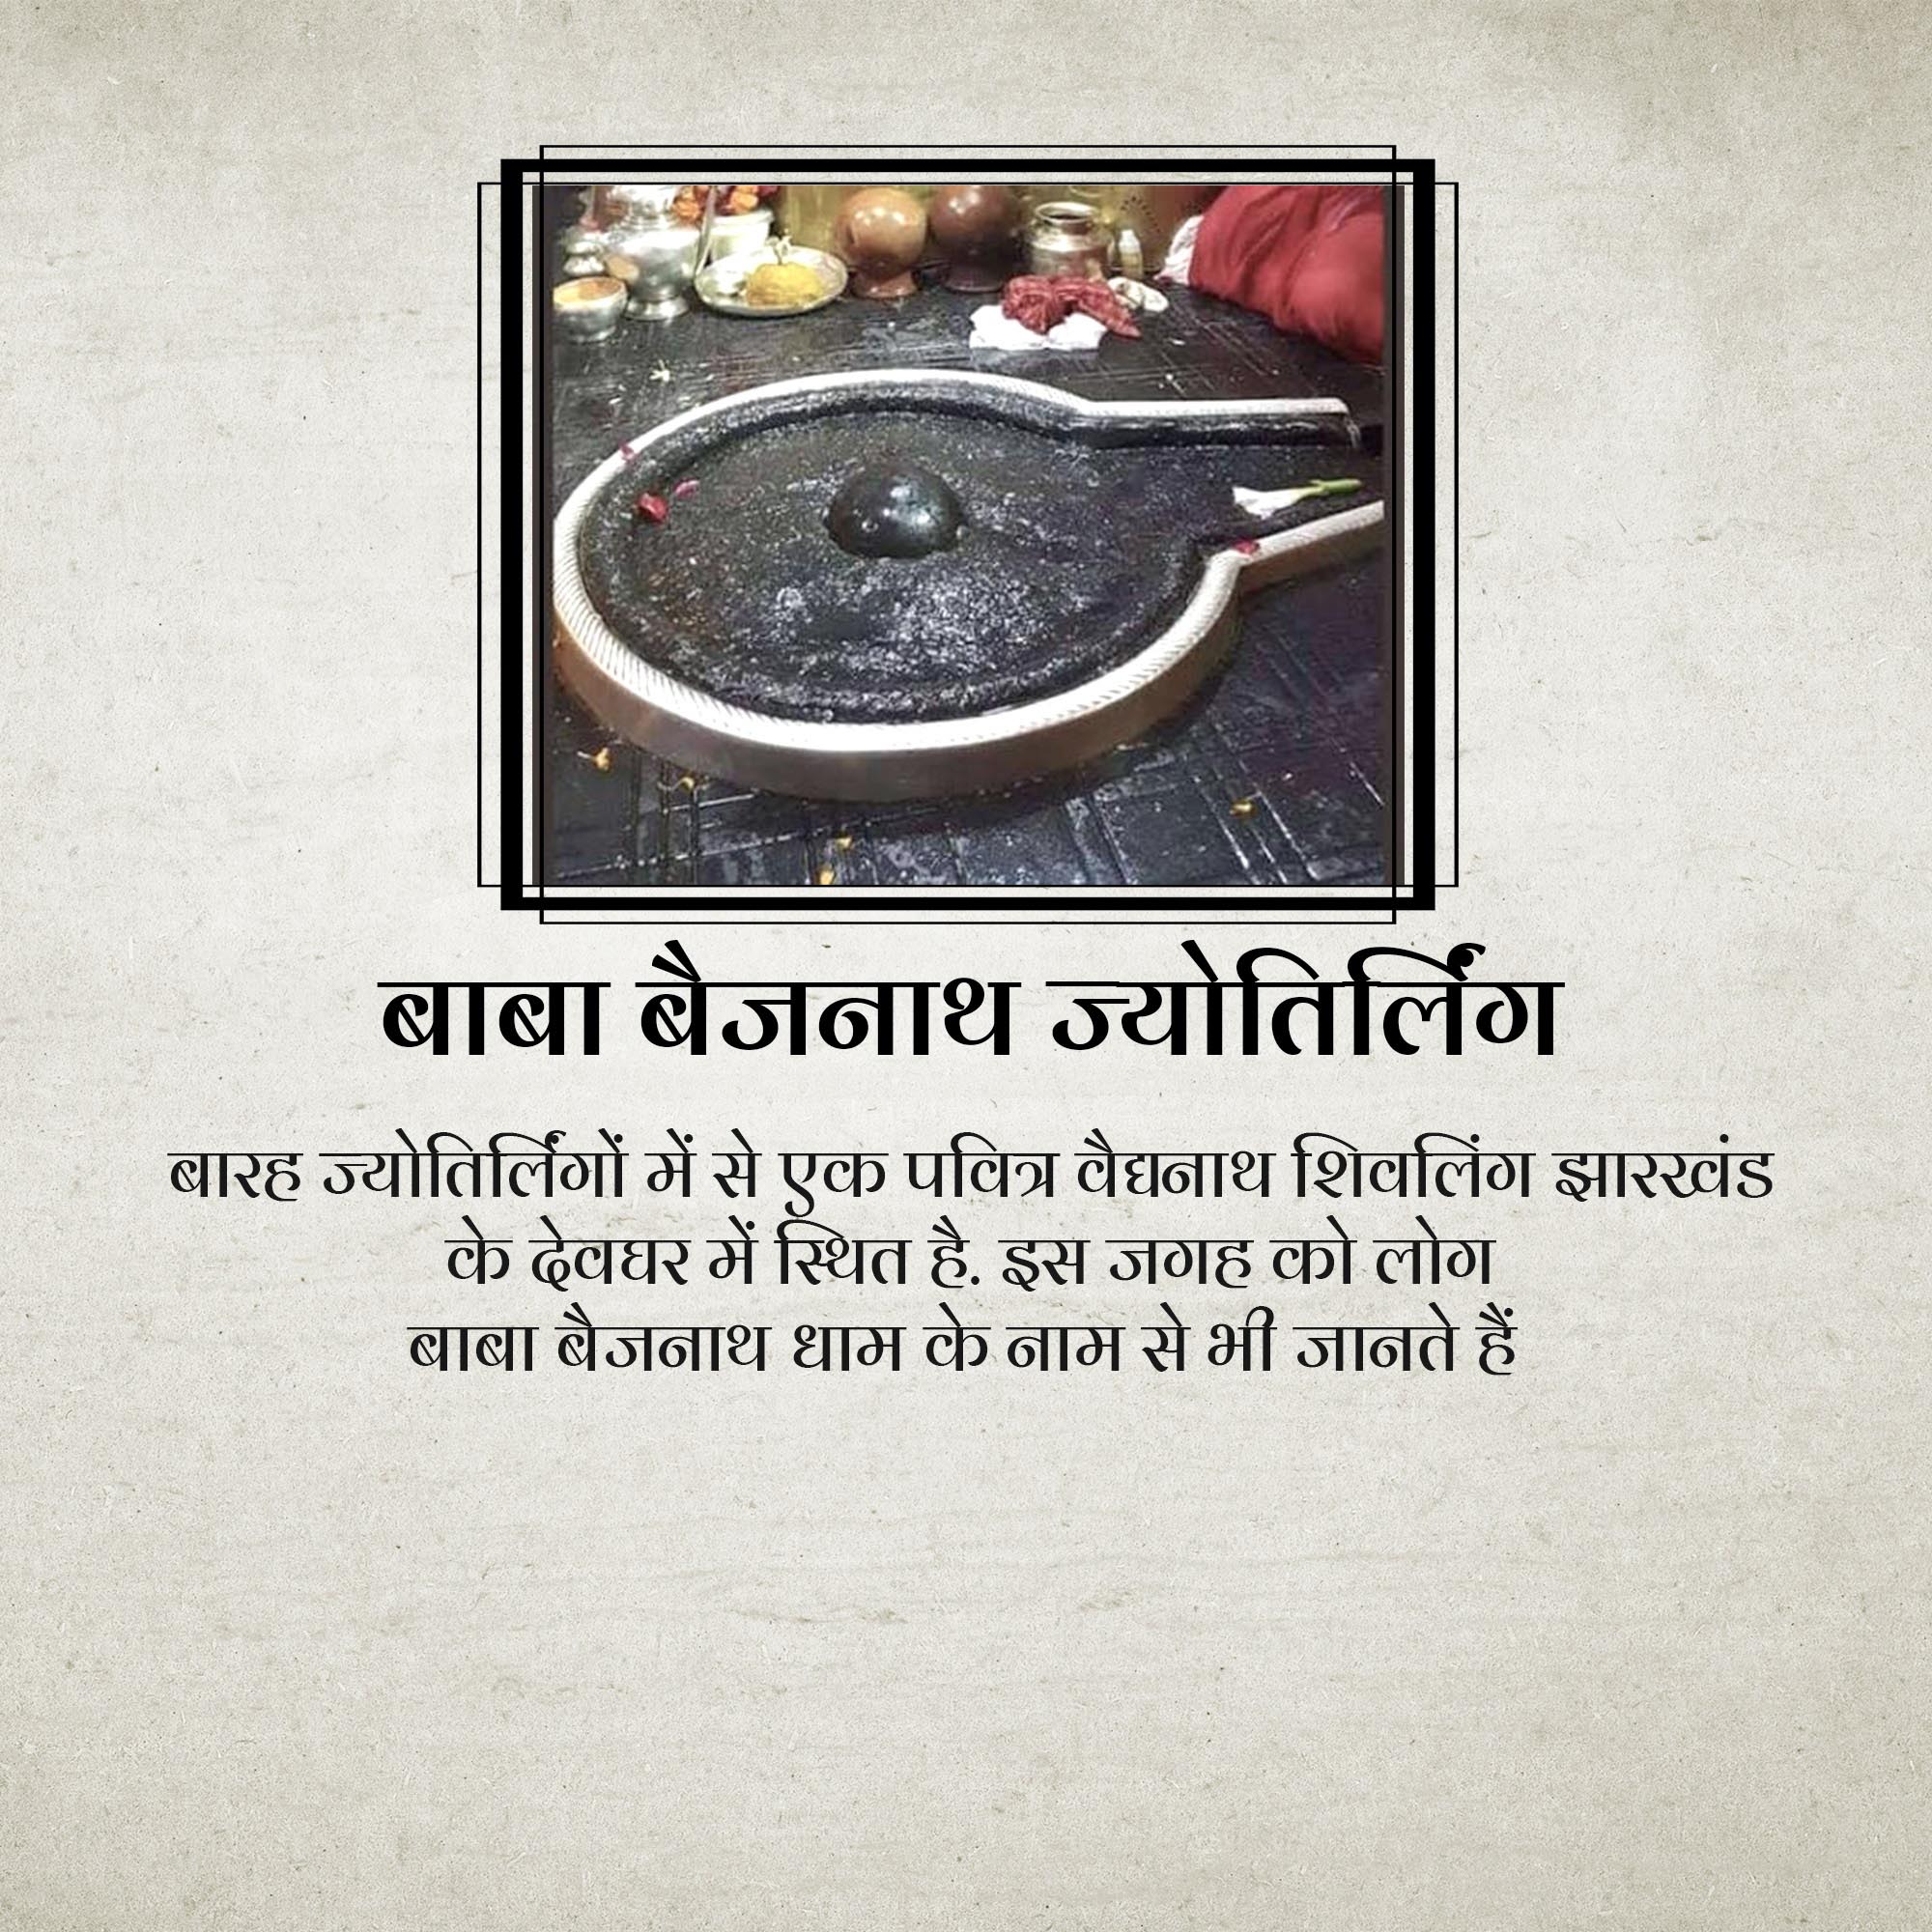 बाबा बैजनाथ ज्योतिर्लिंग
बारह ज्योतिर्लिंगों में से एक पवित्र वैद्यनाथ शिवलिंग झारखंड
के देवघर में स्थित है. इस जगह को लोग
बाबा बैजनाथ धाम के नाम से भी जानते हैं